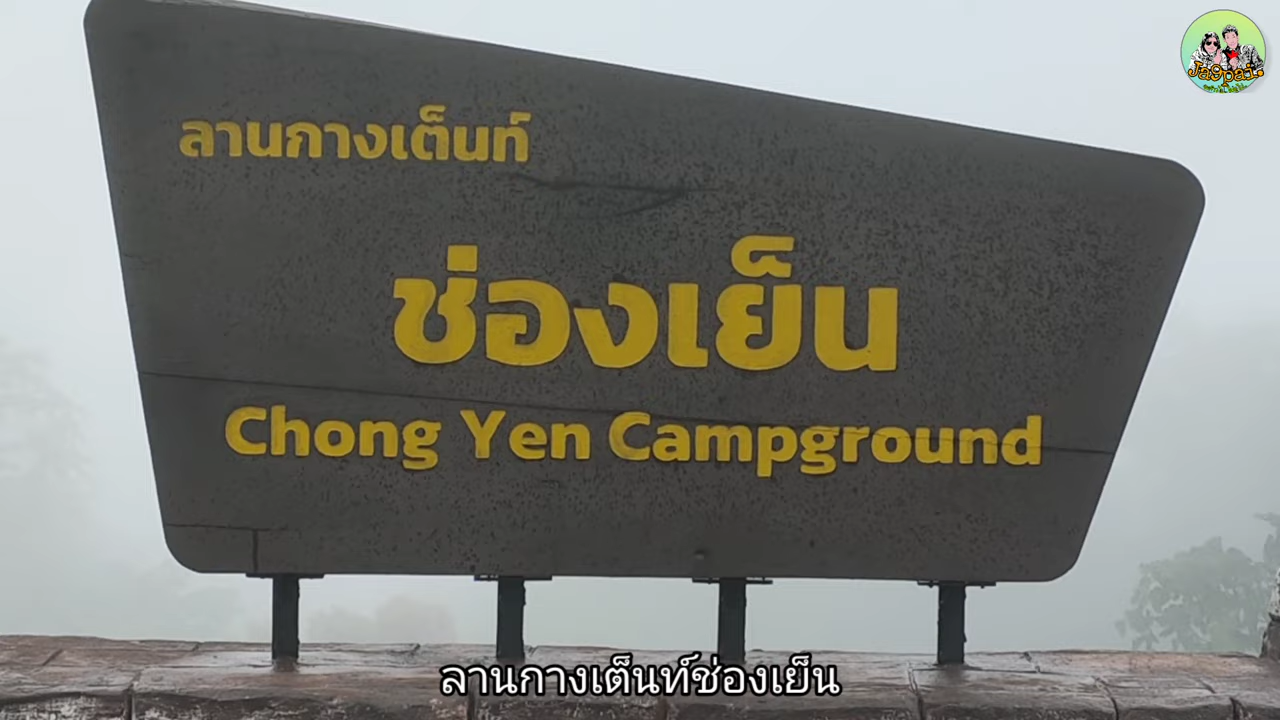 ลานกางเต็นท์
ช่องเย็น
Chong Yen Campground
Ja9pai.
ลานกางเต็นท์ช่องเย็น